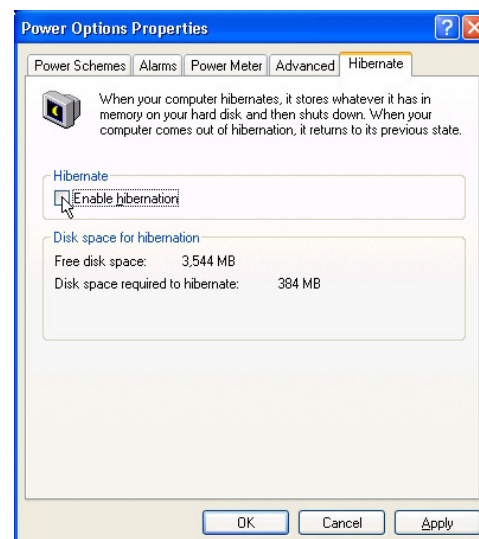 Power Options Properties
Power Schemes Alarms Power Meter Advanced Hibernate
When your computer hibernates, it stores whatever it has in
memory on your hard disk and then shuts down. When your
computer comes out of hibernation, it returns to its previous state.
Hibernate
Enable hibernation
Disk space for hibernation
Free disk space: 3,544 MB
Disk space required to hibernate: 384 MB
OK Cancel Apply